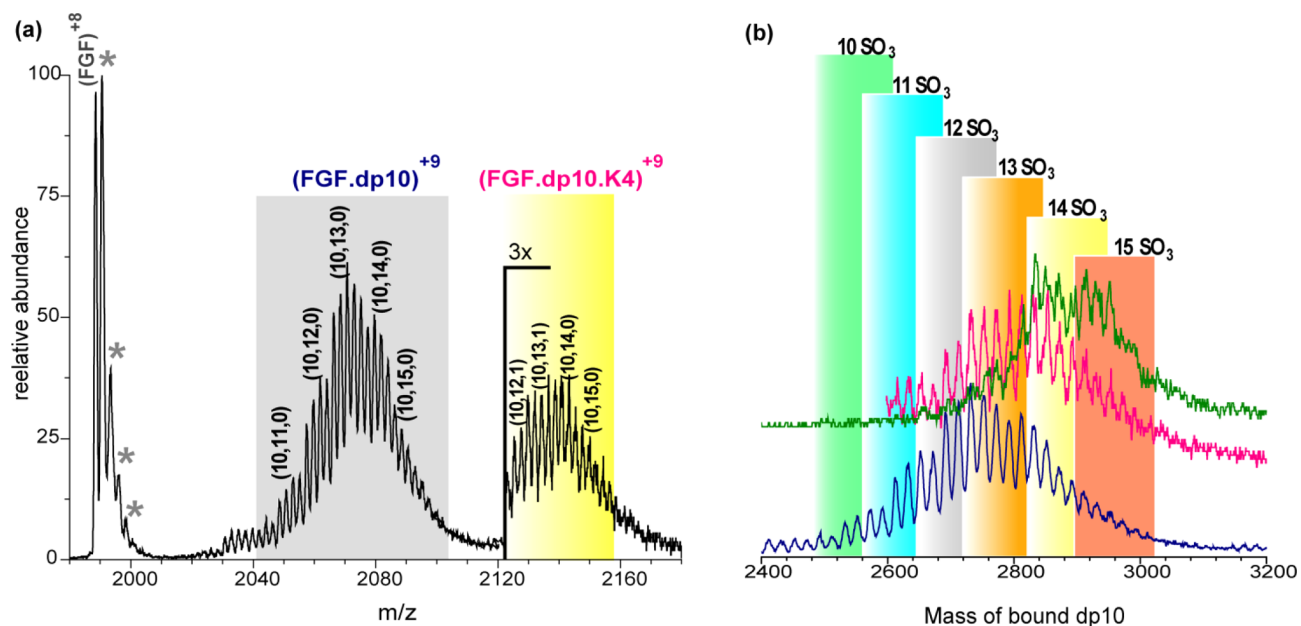 (a)
(FGF)+8
*
*
*
*
reelative abundance
100
75
50
25
0
(FGF.dp10)+9
(FGF.dp10.K4)+9
3x
(10,11,0)
(10,12,0)
(10,13,0)
(10,14,0)
(10,15,0)
(10,12,1)
(10,13,1)
(10,14,0)
(10,15,0)
2000 2040 2080 2120 2160
m/z
(b)
10 SO3
11 SO3
12 SO3
13 SO3
14 SO3
15 SO3
2400 2600 2800 3000 3200
Mass of bound dp10